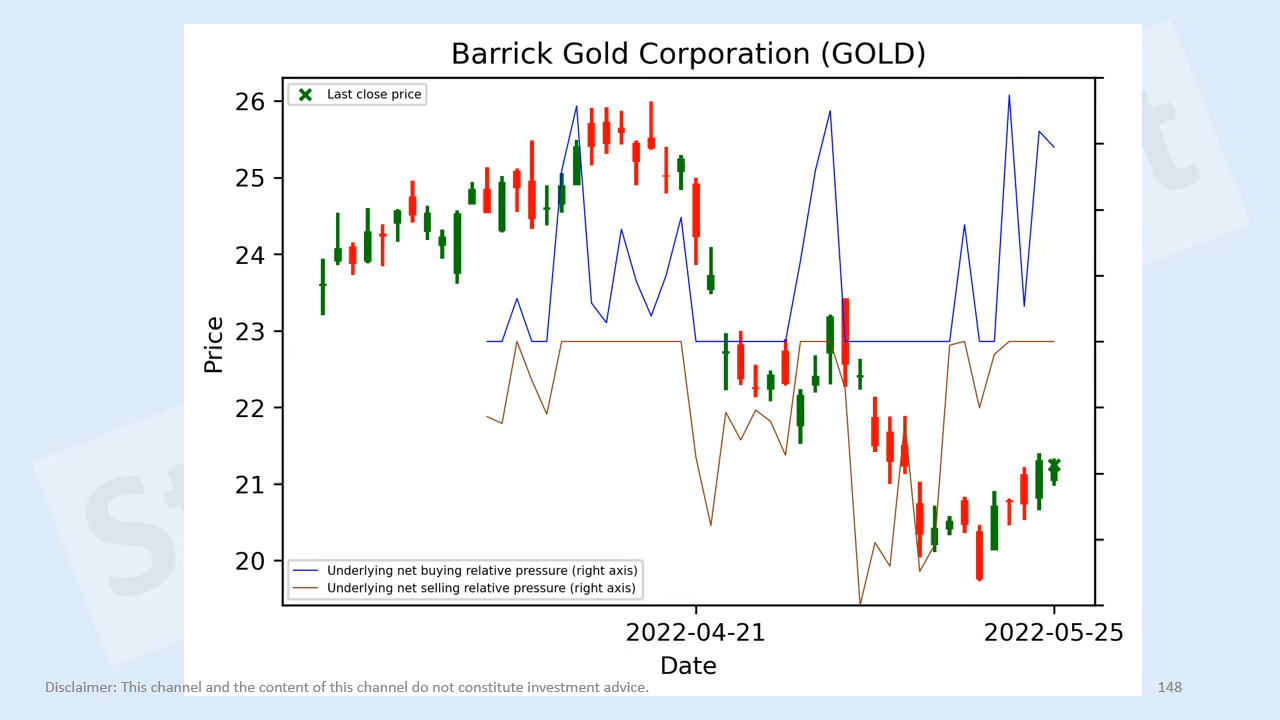 Barrick Gold Corporation (GOLD)
Last close price
26
25
24
23
22
21
20
Price
Underlying net buying relative pressure (right axis)
Underlying net selling relative pressure (right axis)
2022-04-21
2022-05-25
Date
Disclaimer: This channel and the content of this channel do not constitute investment advice.
148